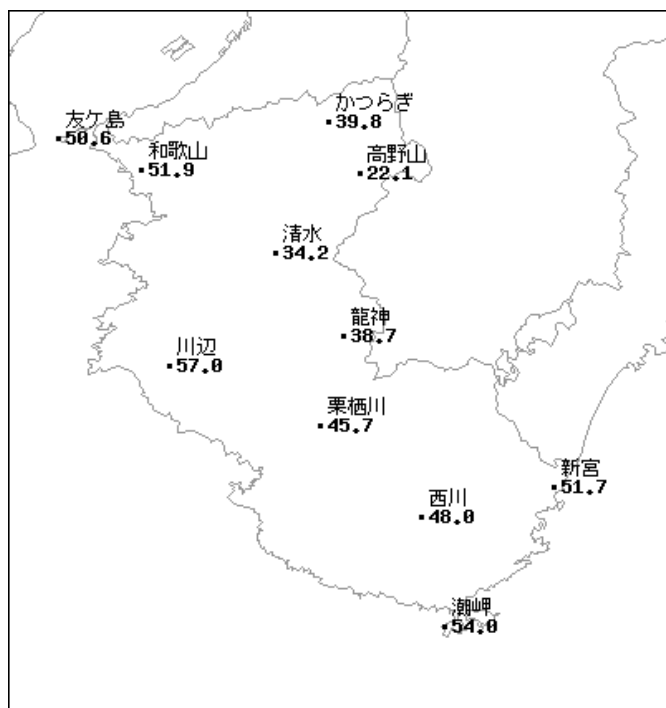 かつらぎ
39.8
友ケ島
50.6
和歌山
51.9
高野山
22.1
清水
34.2
龍神
38.7
川辺
57.0
栗栖川
45.7
新宮
51.7
西川
48.0
潮岬
54.0